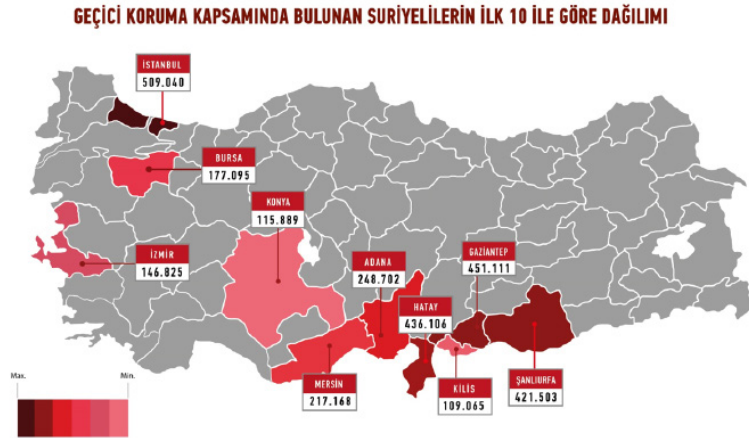 GEÇİCİ KORUMA KAPSAMINDA BULUNAN SURİYELİLERİN İLK 10 İLE GÖRE DAĞILIMI
İSTANBUL
509.040
BURSA
177.095
KONYA
115.889
İZMİR
146.825
ADANA
248.702
GAZİANTEP
451.111
HATAY
436.106
MERSİN
217.168
KİLİS
109.065
ŞANLIURFA
421.503
Max.
Min.